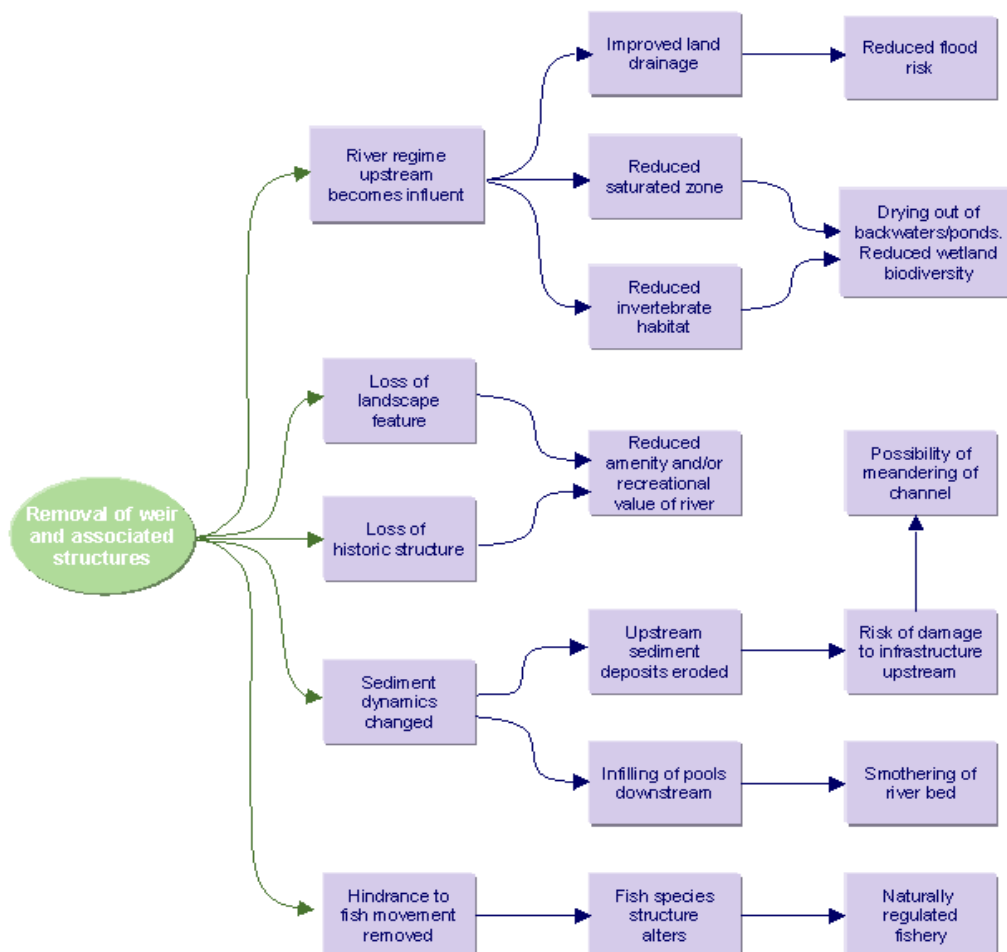 Improved land
drainage
Reduced flood
risk
River regime
upstream
becomes influent
Reduced
saturated zone
Drying out of
backwaters/ponds.
Reduced wetland
biodiversity
Reduced
invertebrate
habitat
Loss of
landscape
feature
Reduced
amenity and/or
recreational
value of river
Possibility of
meandering of
channel
Removal of weir
and associated
structures
Loss of
historic structure
Upstream
sediment
deposits eroded
Risk of damage
to infrastructure
upstream
Sediment
dynamics
changed
Infilling of pools
downstream
Smothering of
river bed
Hindrance to
fish movement
removed
Fish species
structure
alters
Naturally
regulated
fishery